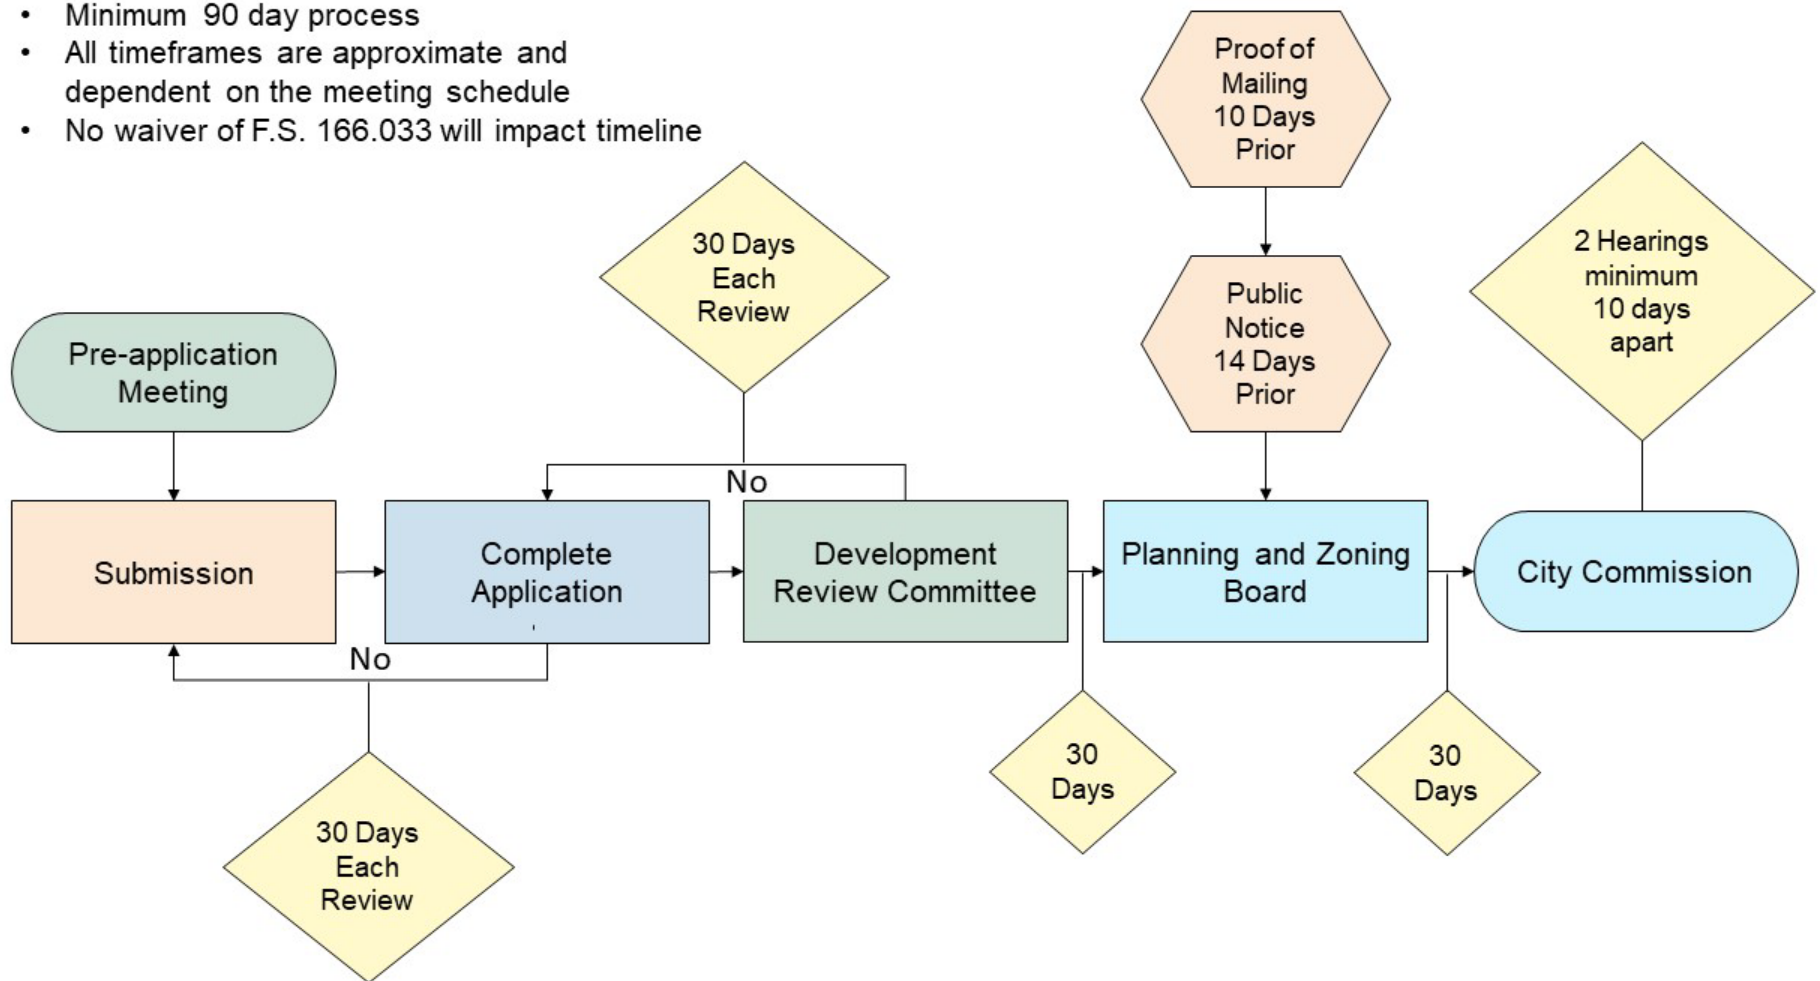 • Minimum 90 day process
• All timeframes are approximate and
dependent on the meeting schedule
• No waiver of F.S. 166.033 will impact timeline
Proof of
Mailing
10 Days
Prior
Public
Notice
14 Days
Prior
2 Hearings
minimum
10 days
apart
30 Days
Each
Review
Pre-application
Meeting
No
Submission
Complete
Application
Development
Review Committee
Planning and Zoning
Board
City Commission
No
30 Days
Each
Review
30
Days
30
Days